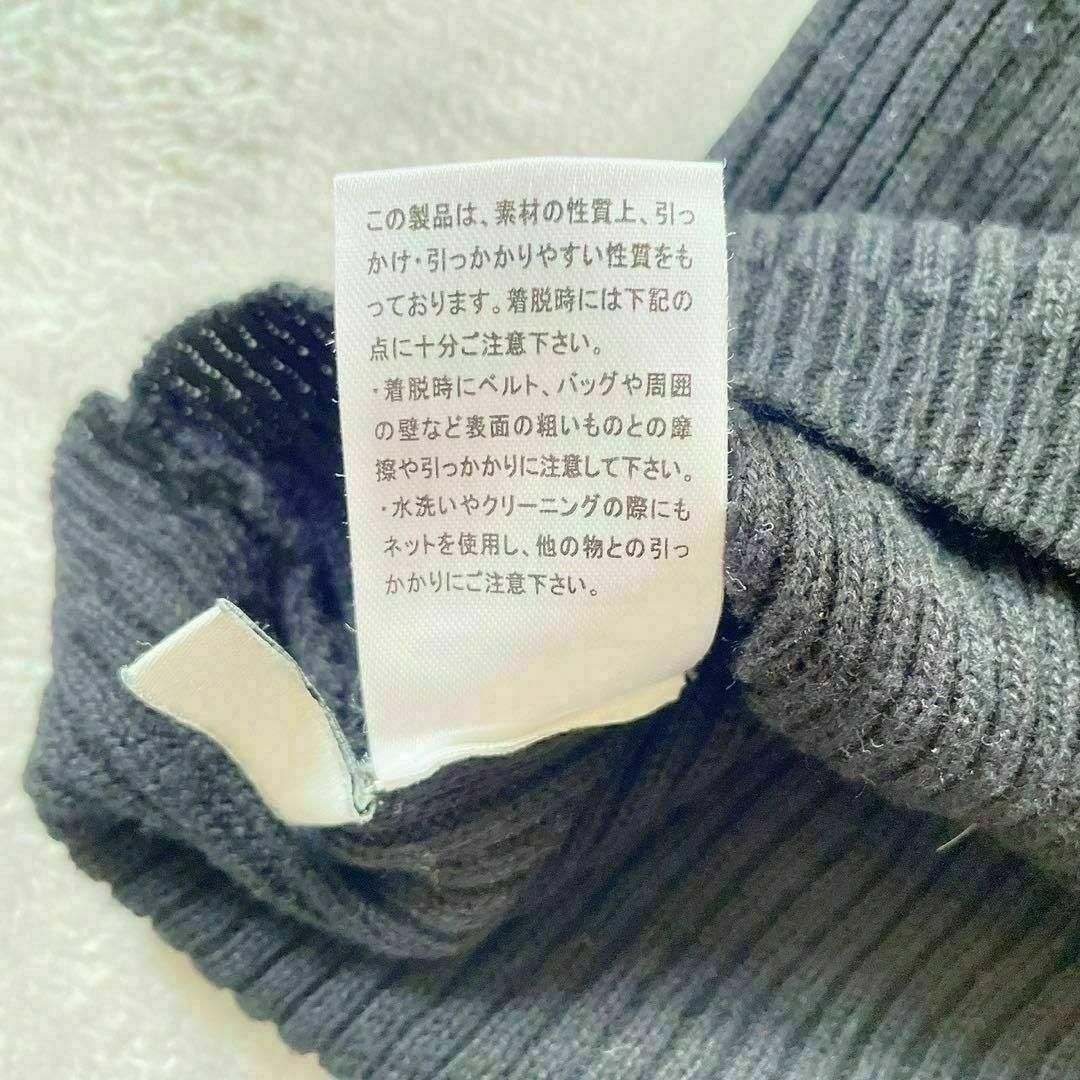 この製品は、素材の性質上、引っ
かけ・引っかかりやすい性質をも
っております。着脱時には下記の
点に十分ご注意下さい。
・着脱時にベルト、バッグや周囲
の壁など表面の粗いものとの摩
擦や引っかかりに注意して下さい。
・水洗いやクリーニングの際にも
ネットを使用し、他の物との引っ
かかりにご注意下さい。